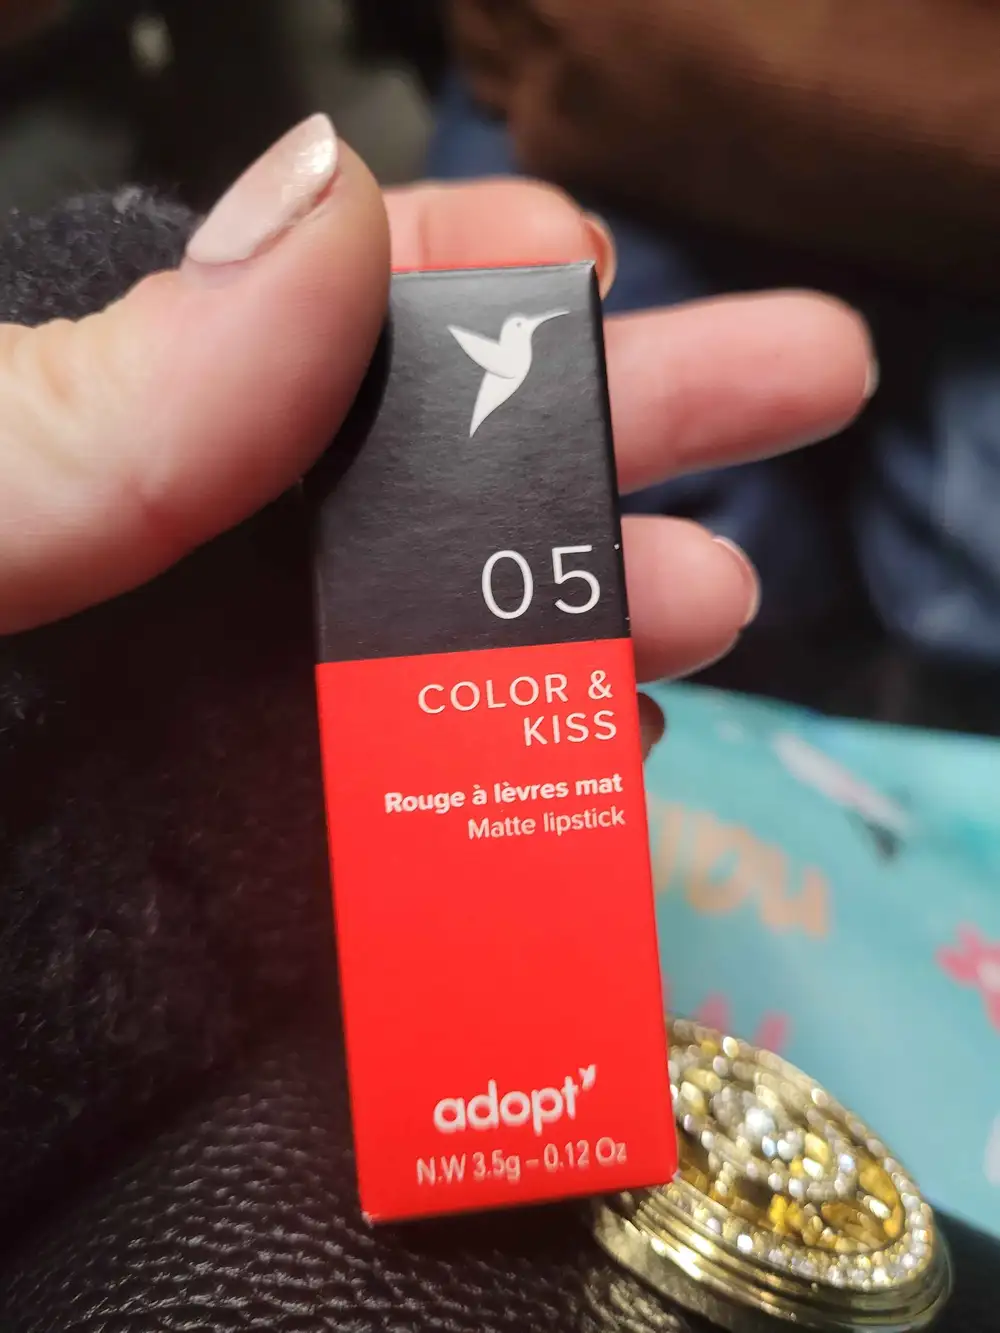 05
COLOR &
KISS
Rouge à lèvres mat
Matte lipstick
adopt
N.W 3.5g – 0.12 Oz